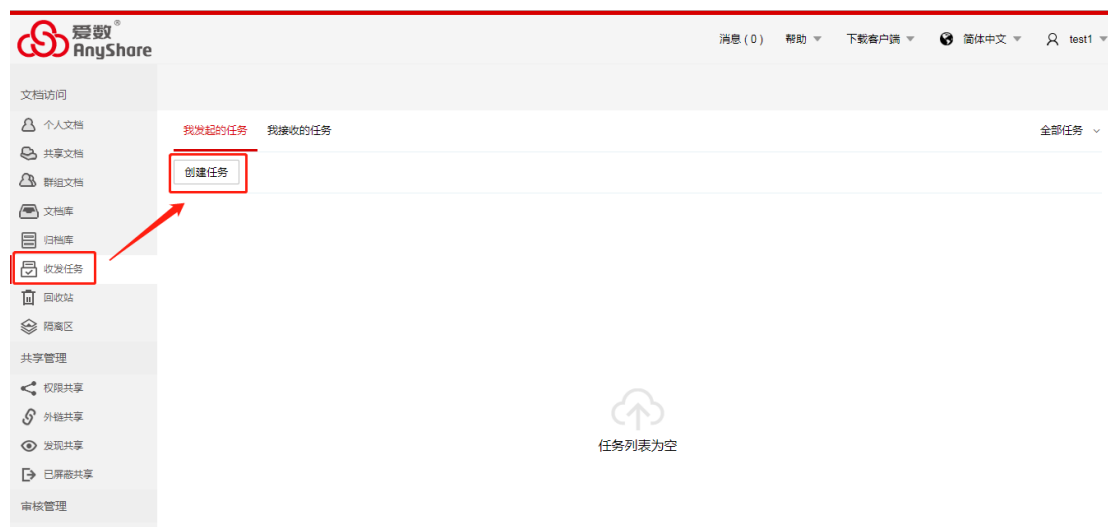 爱数®
AnyShare
消息(0) 帮助 下载客户端 简体中文 test1
文档访问
个人文档
共享文档
群组文档
文档库
归档库
收发任务
回收站
隔离区
共享管理
权限共享
外链共享
发现共享
已屏蔽共享
审核管理
我发起的任务 我接收的任务 全部任务
创建任务
任务列表为空